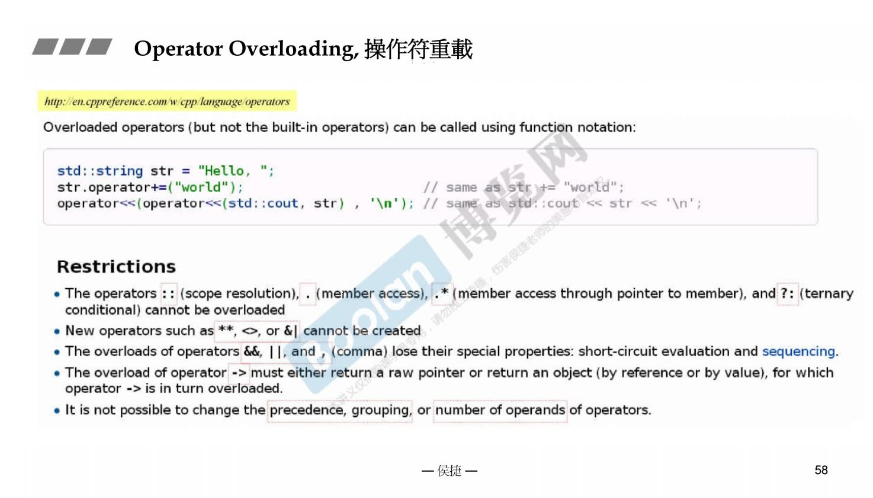 Operator Overloading, 操作符重載
http://en.cppreference.com/w/cpp/language/operators
Overloaded operators (but not the built-in operators) can be called using function notation:
std::string str = "Hello, ";
str.operator+=("world"); // same as str += "world";
operator<<(operator<<(std::cout, str) , '\n'); // same as std::cout << str << '\n';
博览网
Boolan
Restrictions
• The operators :: (scope resolution), . (member access), .* (member access through pointer to member), and ?: (ternary
conditional) cannot be overloaded
• New operators such as **, <>, or &| cannot be created
• The overloads of operators &&, ||, and , (comma) lose their special properties: short-circuit evaluation and sequencing.
• The overload of operator -> must either return a raw pointer or return an object (by reference or by value), for which
operator -> is in turn overloaded.
• It is not possible to change the precedence, grouping, or number of operands of operators.
— 侯捷 —
58